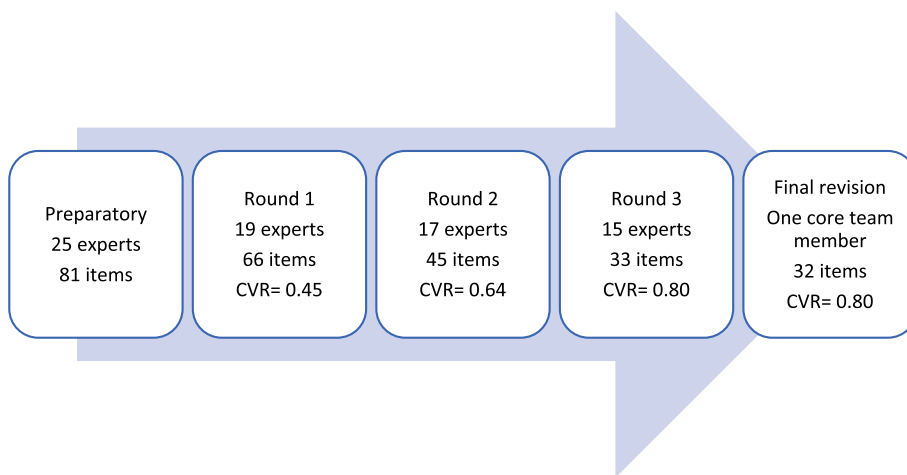 Preparatory
25 experts
81 items
Round 1
19 experts
66 items
CVR= 0.45
Round 2
17 experts
45 items
CVR= 0.64
Round 3
15 experts
33 items
CVR= 0.80
Final revision
One core team
member
32 items
CVR= 0.80